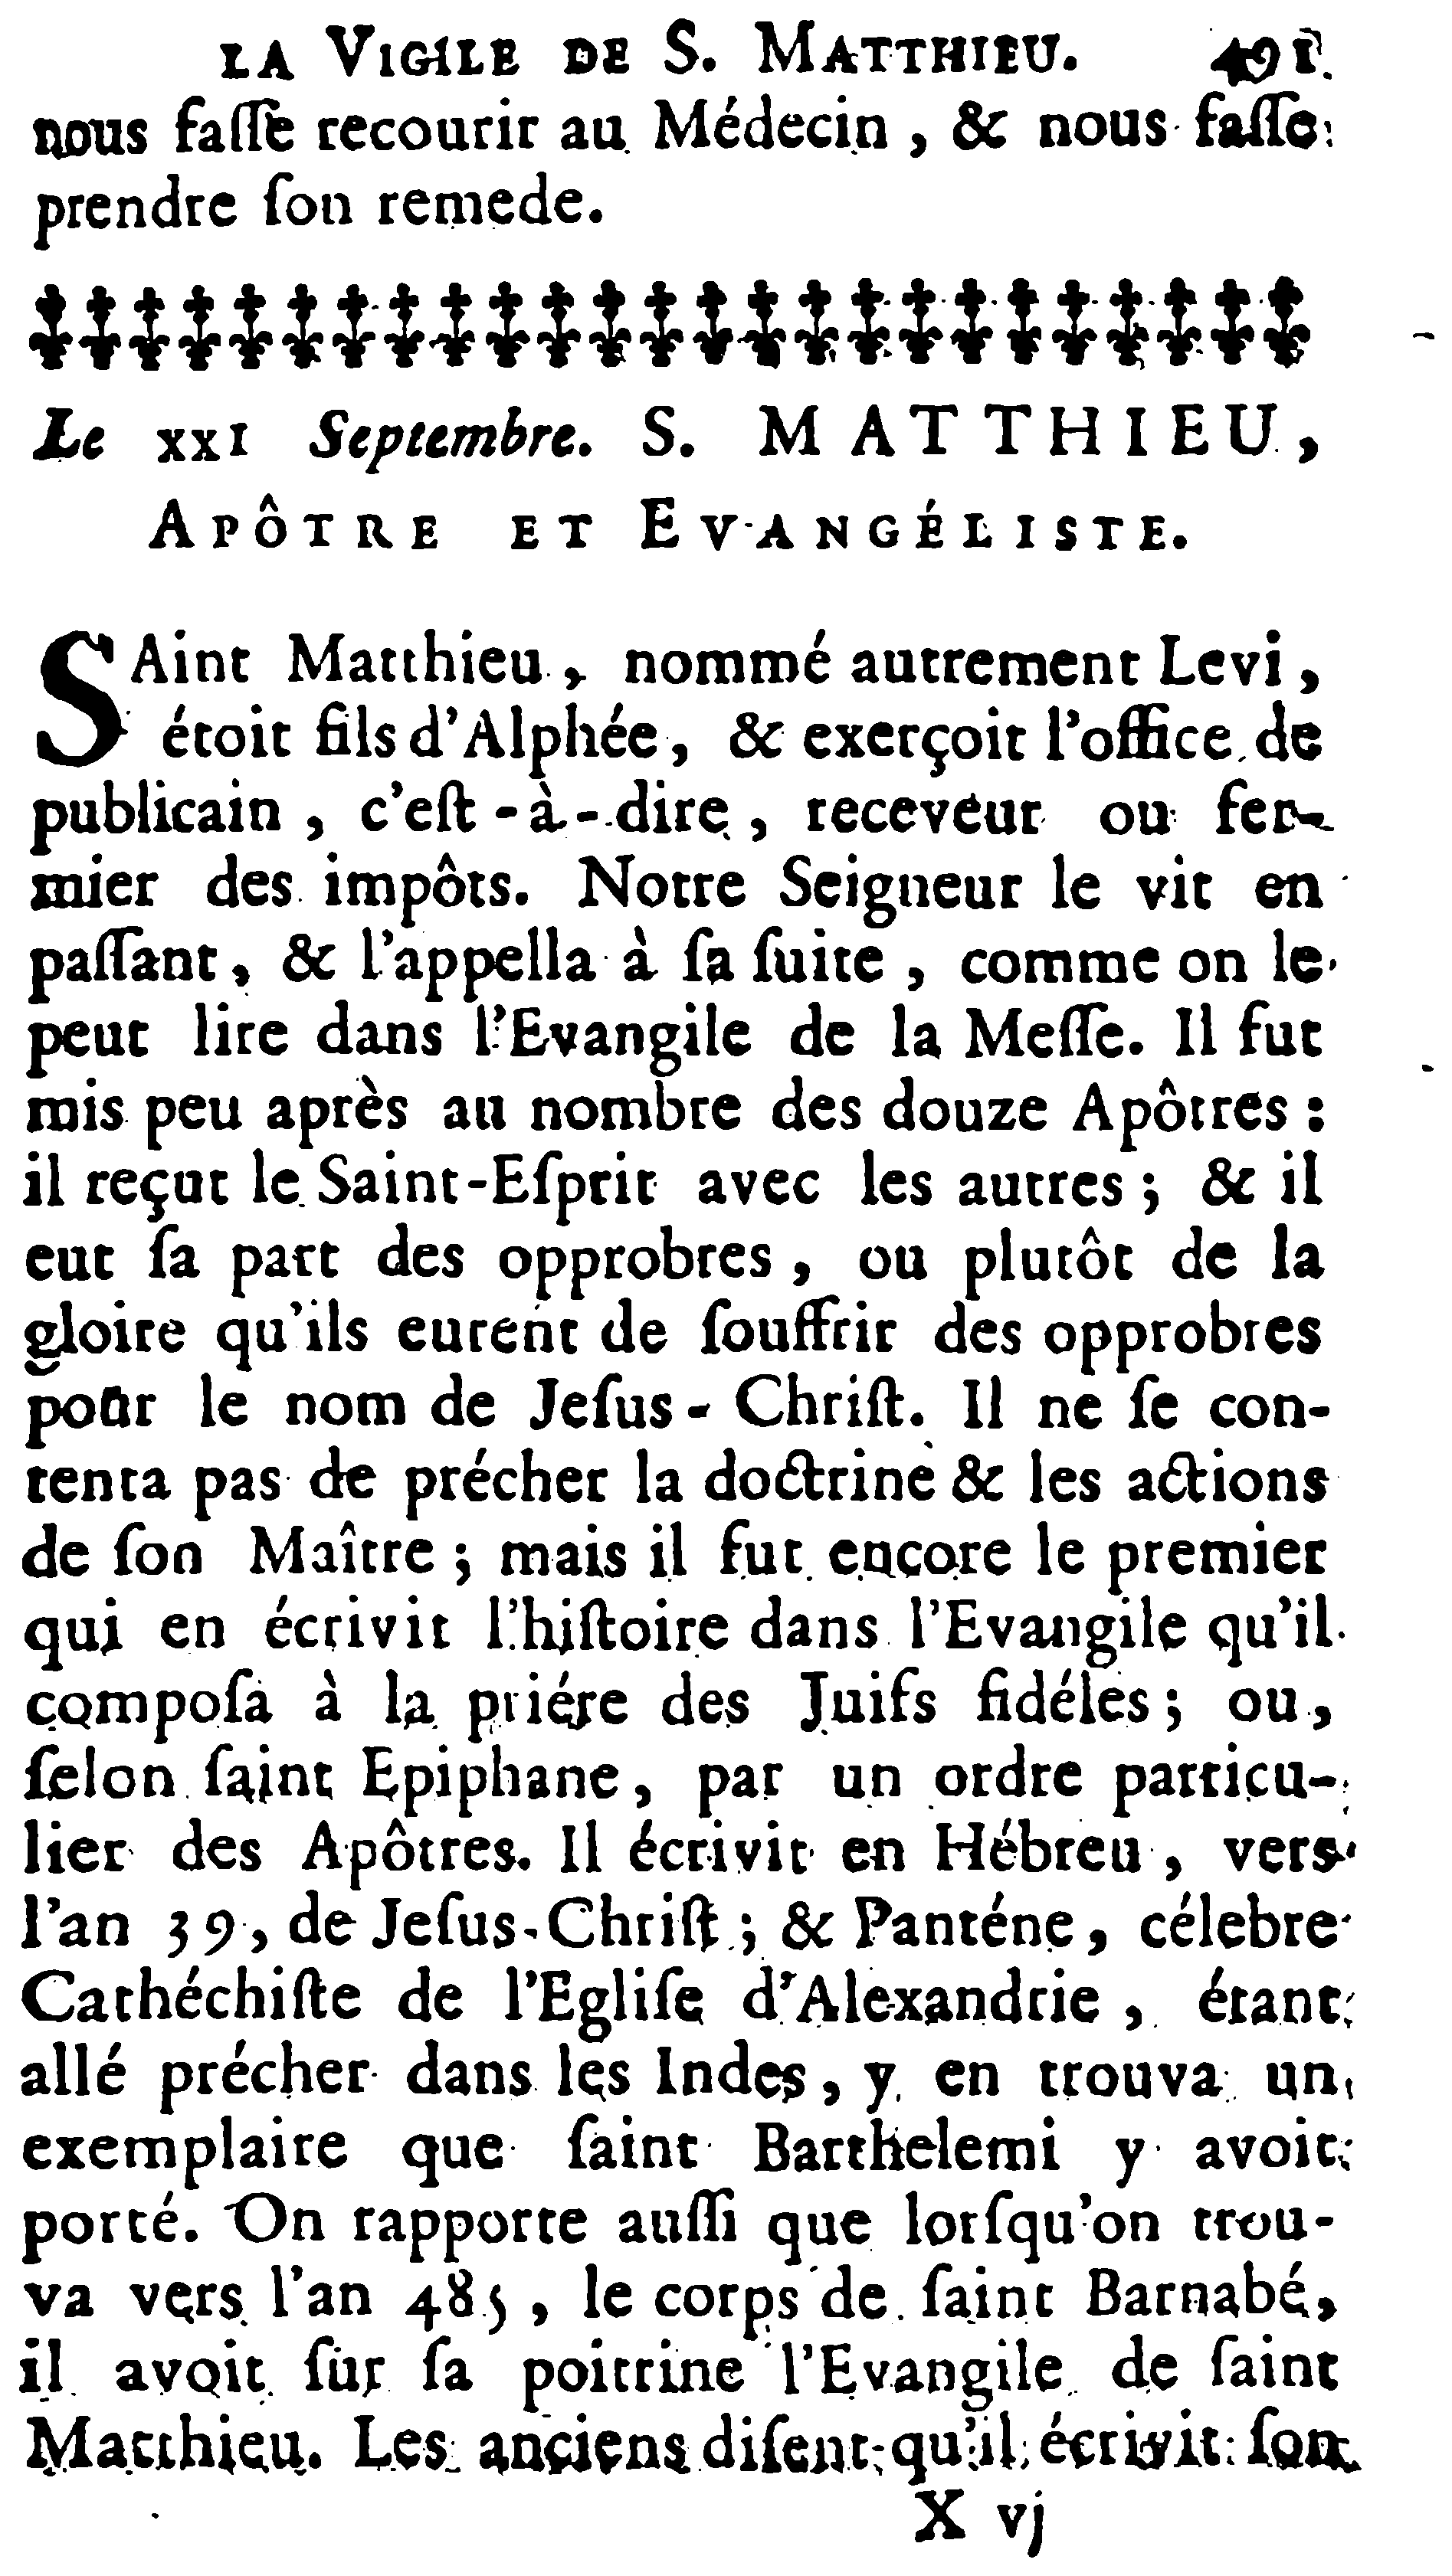 LA VIGILE DE S. MATTHIEU. 491
nous faſſe recourir au Médecin , & nous faſſe
prendre ſon remede.
Le XXI Septembre. S. MATTHIEU ,
APÔTRE ET EVANGÉLISTE.
SAint Matthieu , nommé autrement Levi ,
étoit fils d'Alphée , & exerçoit l'office de
publicain , c'eſt-à-dire , receveur ou fer-
mier des impôts. Notre Seigneur le vit en
paſſant , & l'appella à ſa ſuite , comme on le
peut lire dans l'Evangile de la Meſſe. Il fut
mis peu après au nombre des douze Apôtres :
il reçut le Saint-Eſprit avec les autres ; & il
eut ſa part des opprobres , ou plutôt de la
gloire qu'ils eurent de ſouffrir des opprobres
pour le nom de Jeſus-Chriſt. Il ne ſe con-
tenta pas de précher la doctrine & les actions
de ſon Maître ; mais il fut encore le premier
qui en écrivit l'hiſtoire dans l'Evangile qu'il
compoſa à la priére des Juifs fidéles ; ou ,
ſelon ſaint Epiphane , par un ordre particu-
lier des Apôtres. Il écrivit en Hébreu , vers
l'an 39 , de Jeſus-Chriſt ; & Panténe , célebre
Cathéchiſte de l'Egliſe d'Alexandrie , étant
allé précher dans les Indes , y en trouva un
exemplaire que ſaint Barthelemi y avoit
porté. On rapporte auſſi que lorſqu'on trou-
va vers l'an 485 , le corps de ſaint Barnabé ,
il avoit ſur ſa poitrine l'Evangile de ſaint
Matthieu. Les anciens diſent qu'il écrivit ſon
X vj